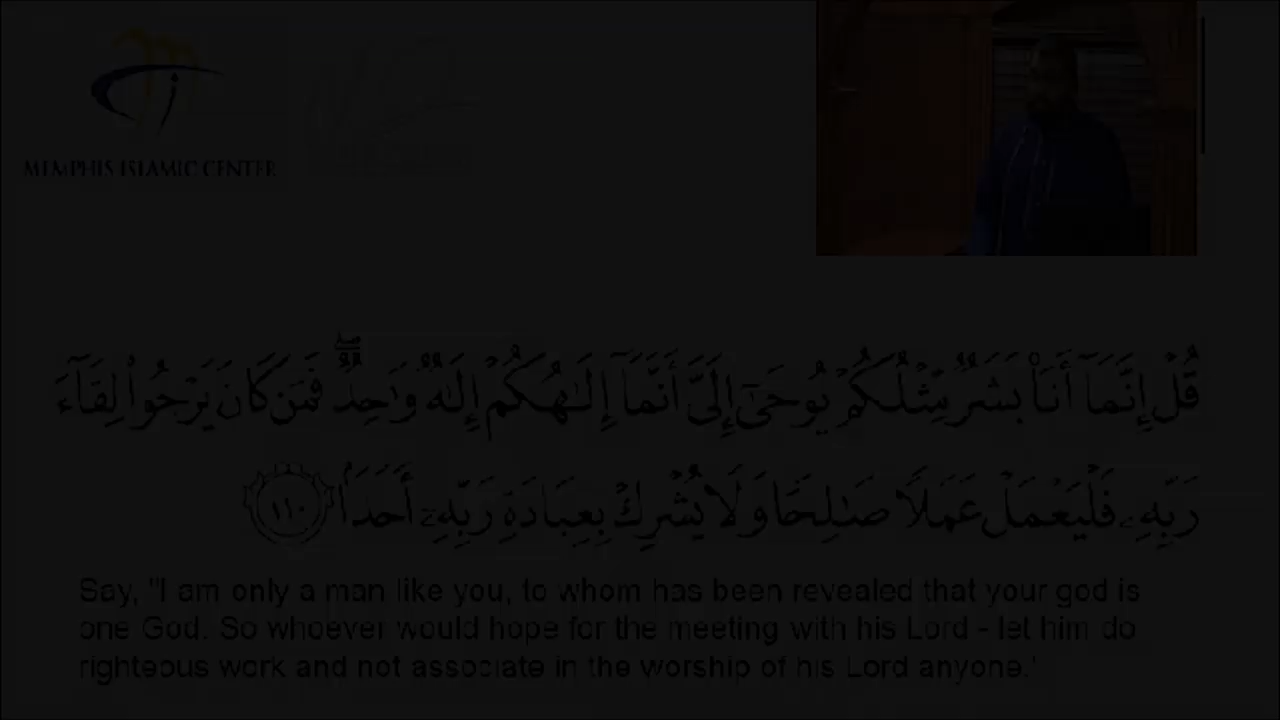 MEMPHIS ISLAMIC CENTER
قُلْ إِنَّمَآ أَنَا۠ بَشَرٌ مِّثْلُكُمْ يُوحَىٰٓ إِلَىَّ أَنَّمَآ إِلَـٰهُكُمْ إِلَـٰهٌ وَٰحِدٌ ۖ فَمَن كَانَ يَرْجُوا۟ لِقَآءَ
رَبِّهِۦ فَلْيَعْمَلْ عَمَلًا صَـٰلِحًا وَلَا يُشْرِكْ بِعِبَادَةِ رَبِّهِۦٓ أَحَدًۢا ١١٠
Say, "I am only a man like you, to whom has been revealed that your god is
one God. So whoever would hope for the meeting with his Lord - let him do
righteous work and not associate in the worship of his Lord anyone."